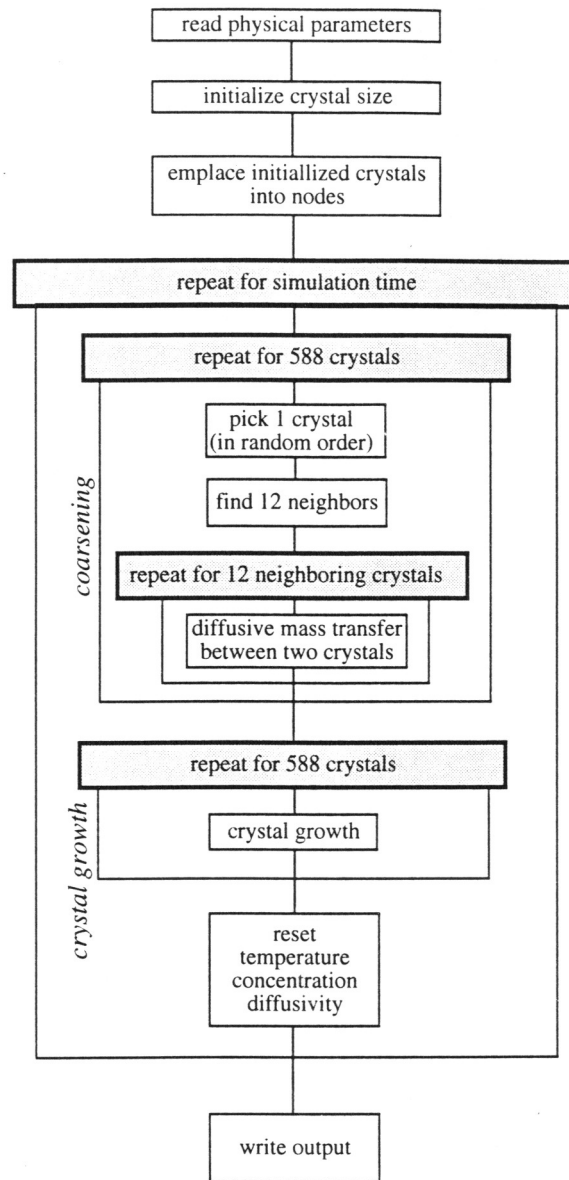 read physical parameters
initialize crystal size
emplace initiallized crystals
into nodes
repeat for simulation time
repeat for 588 crystals
pick 1 crystal
(in random order)
find 12 neighbors
coarsening
repeat for 12 neighboring crystals
diffusive mass transfer
between two crystals
repeat for 588 crystals
crystal growth
crystal growth
reset
temperature
concentration
diffusivity
write output